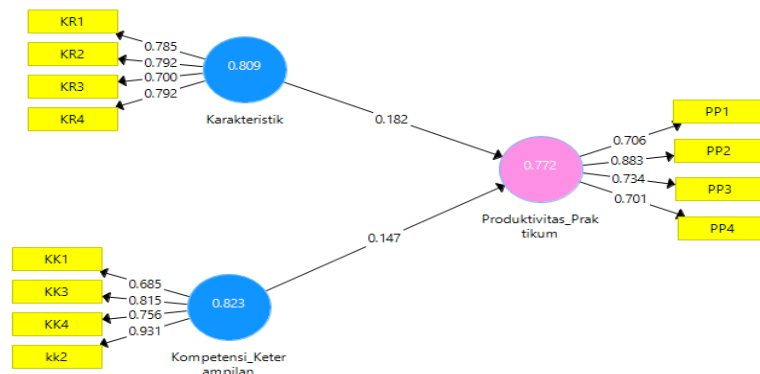 KR1
KR2
KR3
KR4
0.785
0.792
0.700
0.792
0.809
Karakteristik
0.182
PP1
PP2
PP3
PP4
0.706
0.883
0.734
0.701
0.772
Produktivitas_Prak
tikum
0.147
KK1
KK3
KK4
kk2
0.685
0.815
0.756
0.931
0.823
Kompetensi_Keter
ampilan